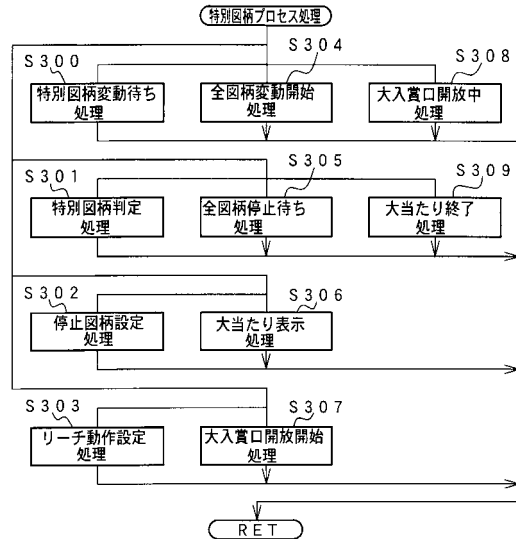 特別図柄プロセス処理
S300
S304
S308
特別図柄変動待ち
処理
全図柄変動開始
処理
大入賞口開放中
処理
S301
S305
S309
特別図柄判定
処理
全図柄停止待ち
処理
大当たり終了
処理
S302
S306
停止図柄設定
処理
大当たり表示
処理
S303
S307
リーチ動作設定
処理
大入賞口開放開始
処理
RET